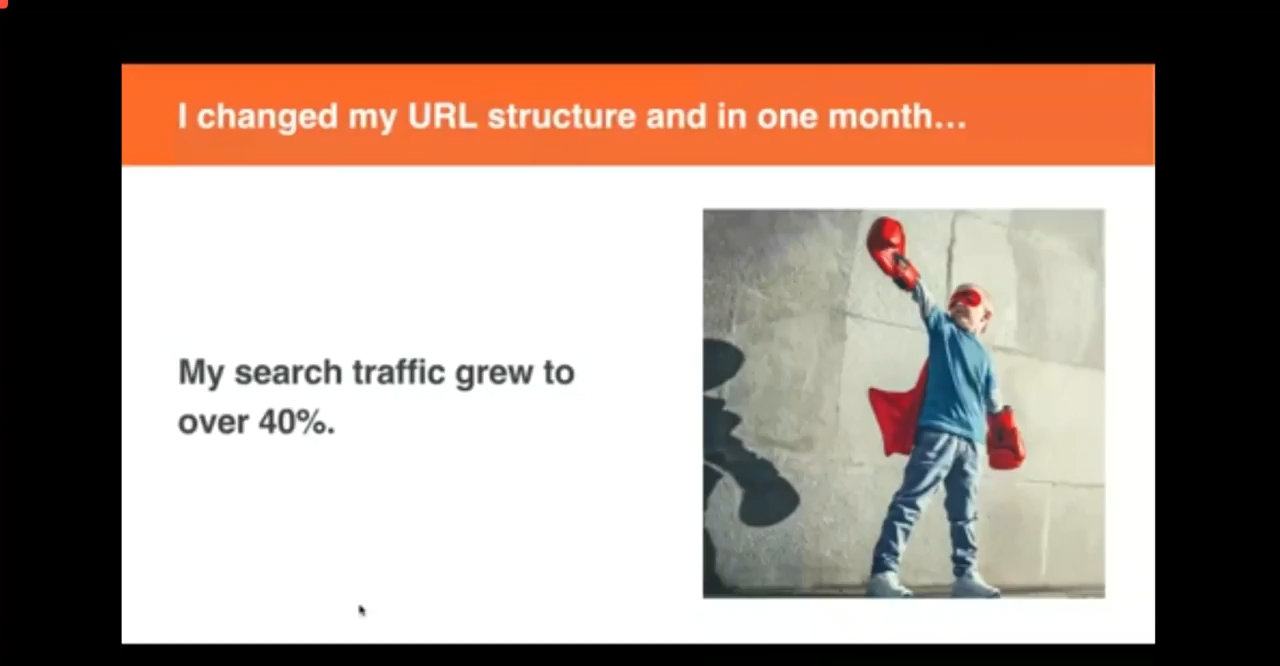 I changed my URL structure and in one month...
My search traffic grew to
over 40%.